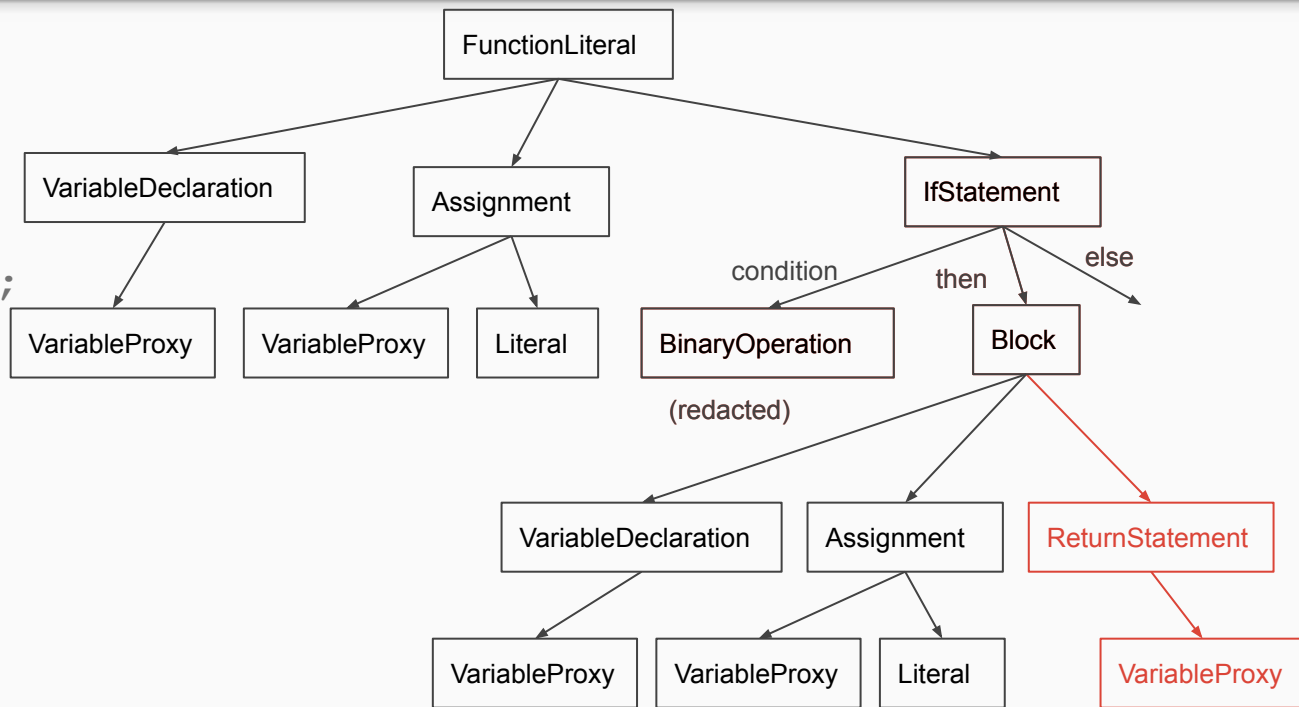 FunctionLiteral
VariableDeclaration
Assignment
IfStatement
condition
then
else
;
VariableProxy
VariableProxy
Literal
BinaryOperation
Block
(redacted)
VariableDeclaration
Assignment
ReturnStatement
VariableProxy
VariableProxy
Literal
VariableProxy